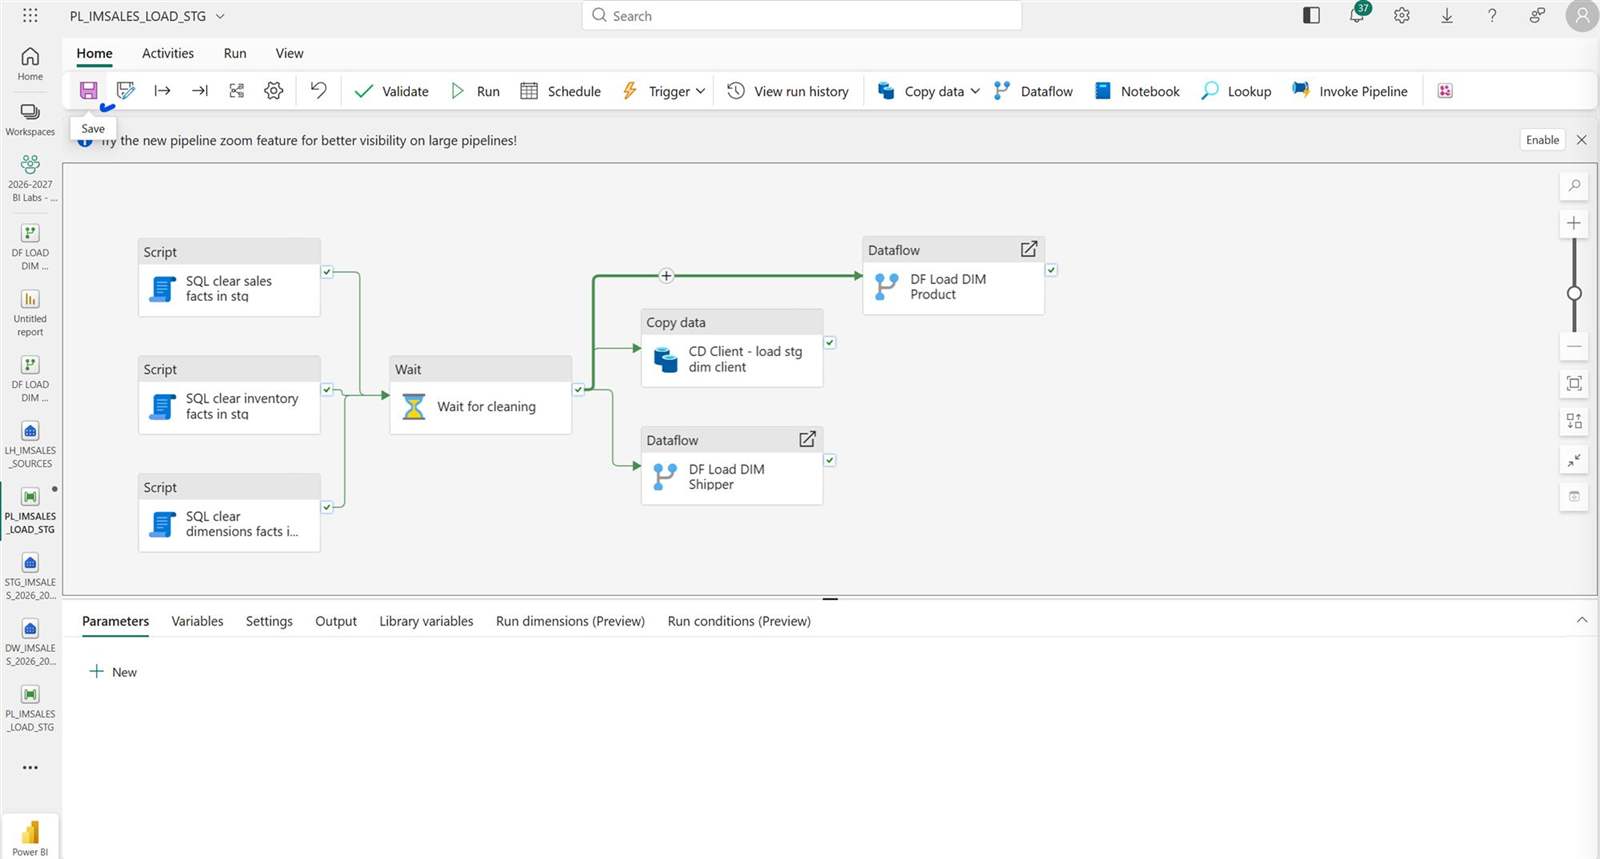 PL_IMSALES_LOAD_STG
Search
37
Home
Activities
Run
View
Validate
Run
Schedule
Trigger
View run history
Copy data
Dataflow
Notebook
Lookup
Invoke Pipeline
Save
Try the new pipeline zoom feature for better visibility on large pipelines!
Enable
Home
Workspaces
2026-2027
BI Labs - ...
DF LOAD
DIM ...
Untitled
report
DF LOAD
DIM ...
LH_IMSALES
_SOURCES
PL_IMSALES
_LOAD_STG
STG_IMSALE
S_2026_20...
DW_IMSALE
S_2026_20...
PL_IMSALES
_LOAD_STG
Power BI
Script
SQL clear sales
facts in stg
Script
SQL clear inventory
facts in stg
Script
SQL clear
dimensions facts i...
Wait
Wait for cleaning
Dataflow
DF Load DIM
Product
Copy data
CD Client - load stg
dim client
Dataflow
DF Load DIM
Shipper
Parameters
Variables
Settings
Output
Library variables
Run dimensions (Preview)
Run conditions (Preview)
New